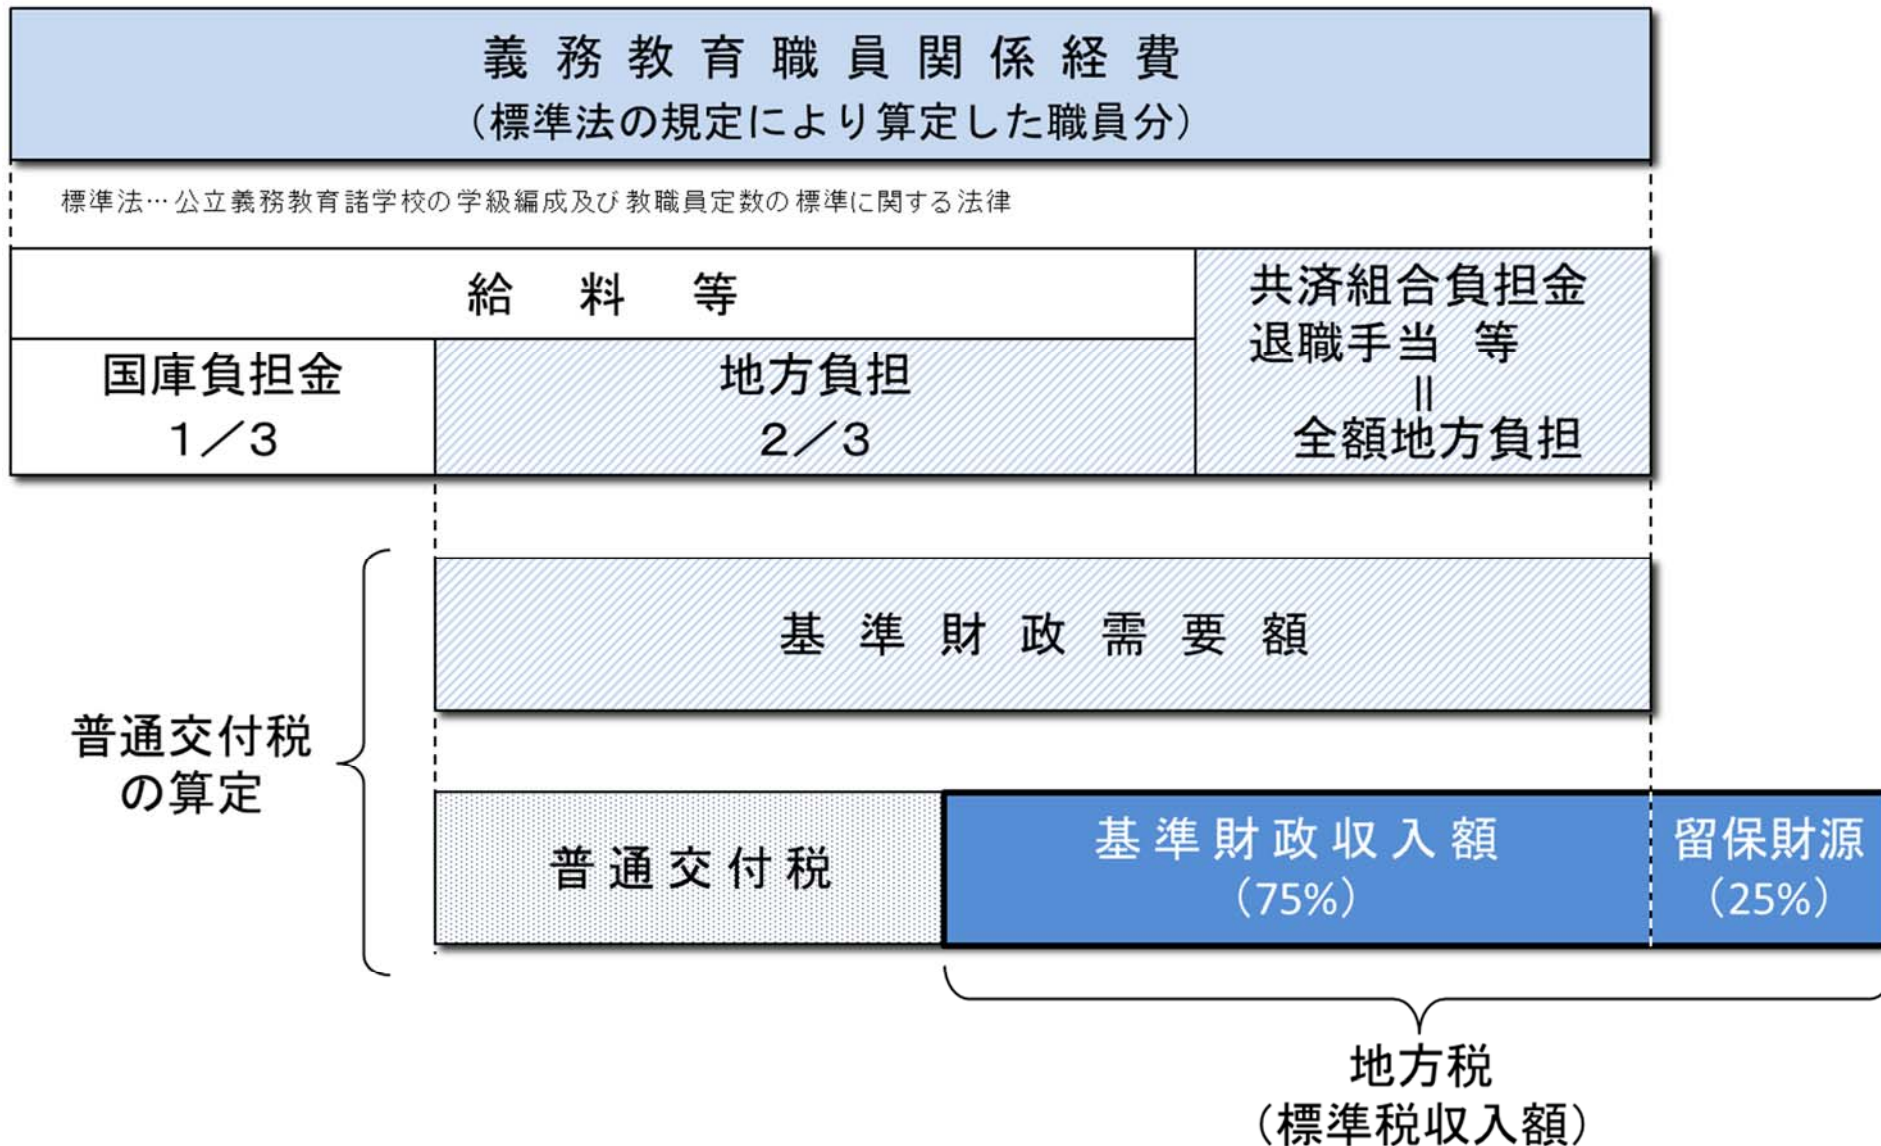 義務教育職員関係経費
（標準法の規定により算定した職員分）
標準法…公立義務教育諸学校の学級編成及び教職員定数の標準に関する法律
給料等
共済組合負担金
退職手当 等
＝
全額地方負担
国庫負担金
１／３
地方負担
２／３
基準財政需要額
普通交付税
の算定
普通交付税
基準財政収入額
（75%）
留保財源
（25%）
地方税
（標準税収入額）